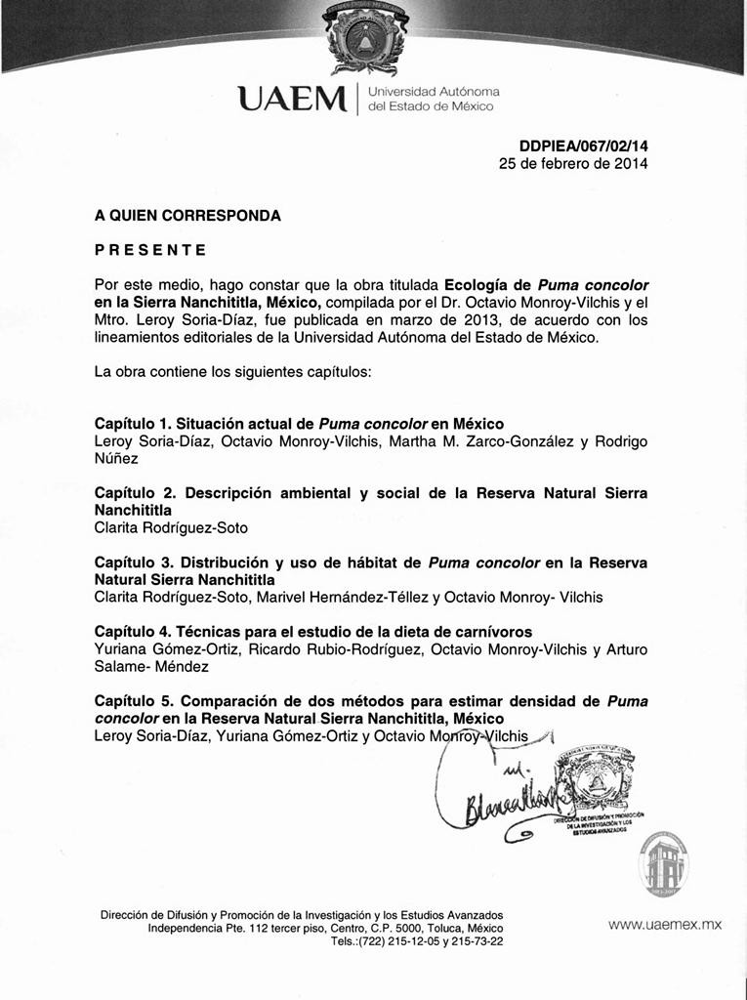 UAEM
Universidad Autónoma
del Estado de México
DDPIEA/067/02/14
25 de febrero de 2014
A QUIEN CORRESPONDA
P R E S E N T E
Por este medio, hago constar que la obra titulada Ecología de Puma concolor
en la Sierra Nanchititla, México, compilada por el Dr. Octavio Monroy-Vilchis y el
Mtro. Leroy Soria-Díaz, fue publicada en marzo de 2013, de acuerdo con los
lineamientos editoriales de la Universidad Autónoma del Estado de México.
La obra contiene los siguientes capítulos:
Capítulo 1. Situación actual de Puma concolor en México
Leroy Soria-Díaz, Octavio Monroy-Vilchis, Martha M. Zarco-González y Rodrigo
Núñez
Capítulo 2. Descripción ambiental y social de la Reserva Natural Sierra
Nanchititla
Clarita Rodríguez-Soto
Capítulo 3. Distribución y uso de hábitat de Puma concolor en la Reserva
Natural Sierra Nanchititla
Clarita Rodríguez-Soto, Marivel Hernández-Téllez y Octavio Monroy- Vilchis
Capítulo 4. Técnicas para el estudio de la dieta de carnívoros
Yuriana Gómez-Ortiz, Ricardo Rubio-Rodríguez, Octavio Monroy-Vilchis y Arturo
Salame- Méndez
Capítulo 5. Comparación de dos métodos para estimar densidad de Puma
concolor en la Reserva Natural Sierra Nanchititla, México
Leroy Soria-Díaz, Yuriana Gómez-Ortiz y Octavio Monroy-Vilchis
DIRECCIÓN DE DIFUSIÓN Y PROMOCIÓN
DE LA INVESTIGACIÓN Y LOS
ESTUDIOS AVANZADOS
Dirección de Difusión y Promoción de la Investigación y los Estudios Avanzados
Independencia Pte. 112 tercer piso, Centro, C.P. 5000, Toluca, México
Tels.:(722) 215-12-05 y 215-73-22
www.uaemex.mx